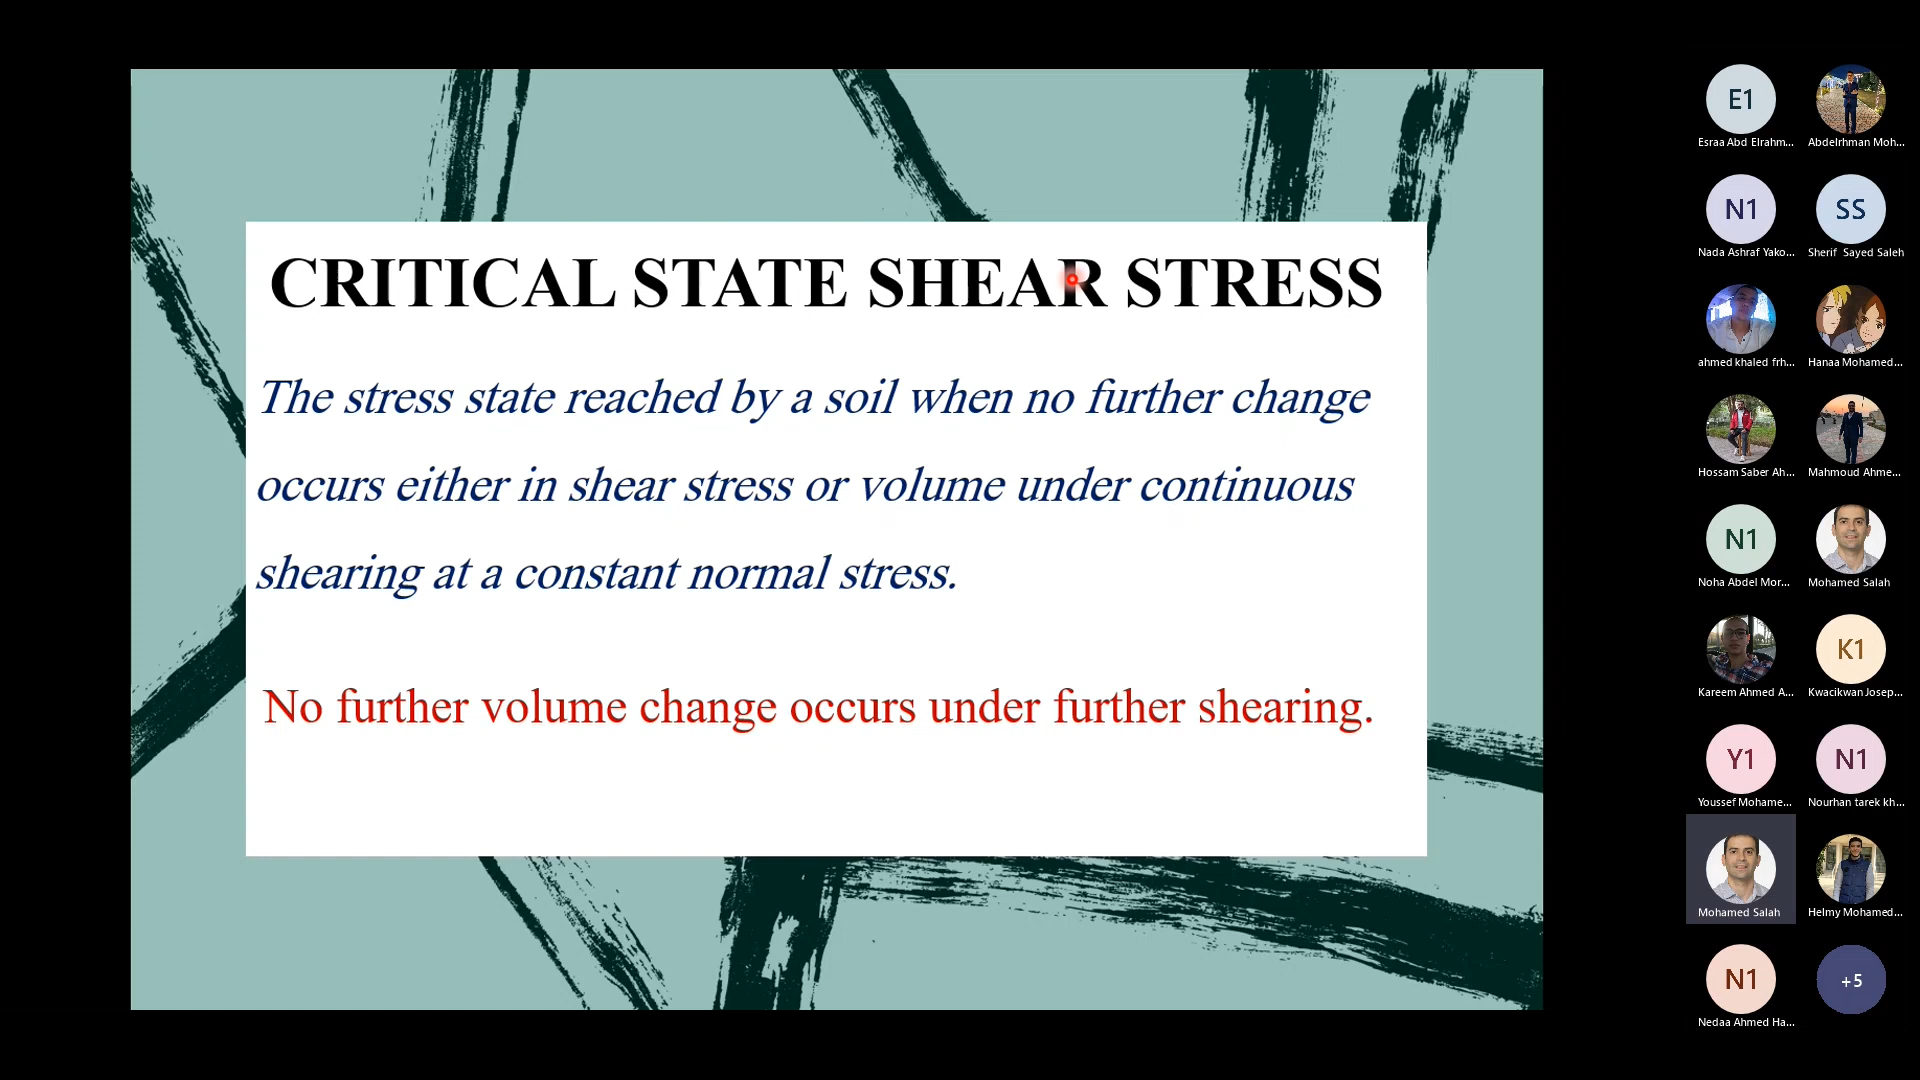 CRITICAL STATE SHEAR STRESS
The stress state reached by a soil when no further change
occurs either in shear stress or volume under continuous
shearing at a constant normal stress.
No further volume change occurs under further shearing.
E1
Esraa Abd Elrahm...
Abdelrhman Moh...
N1
Nada Ashraf Yako...
SS
Sherif Sayed Saleh
ahmed khaled frh...
Hanaa Mohamed...
Hossam Saber Ah...
Mahmoud Ahme...
N1
Noha Abdel Mor...
Mohamed Salah
Kareem Ahmed A...
K1
Kwacikwan Josep...
Y1
Youssef Mohame...
N1
Nourhan tarek kh...
Mohamed Salah
Helmy Mohamed...
N1
Nedaa Ahmed Ha...
+5